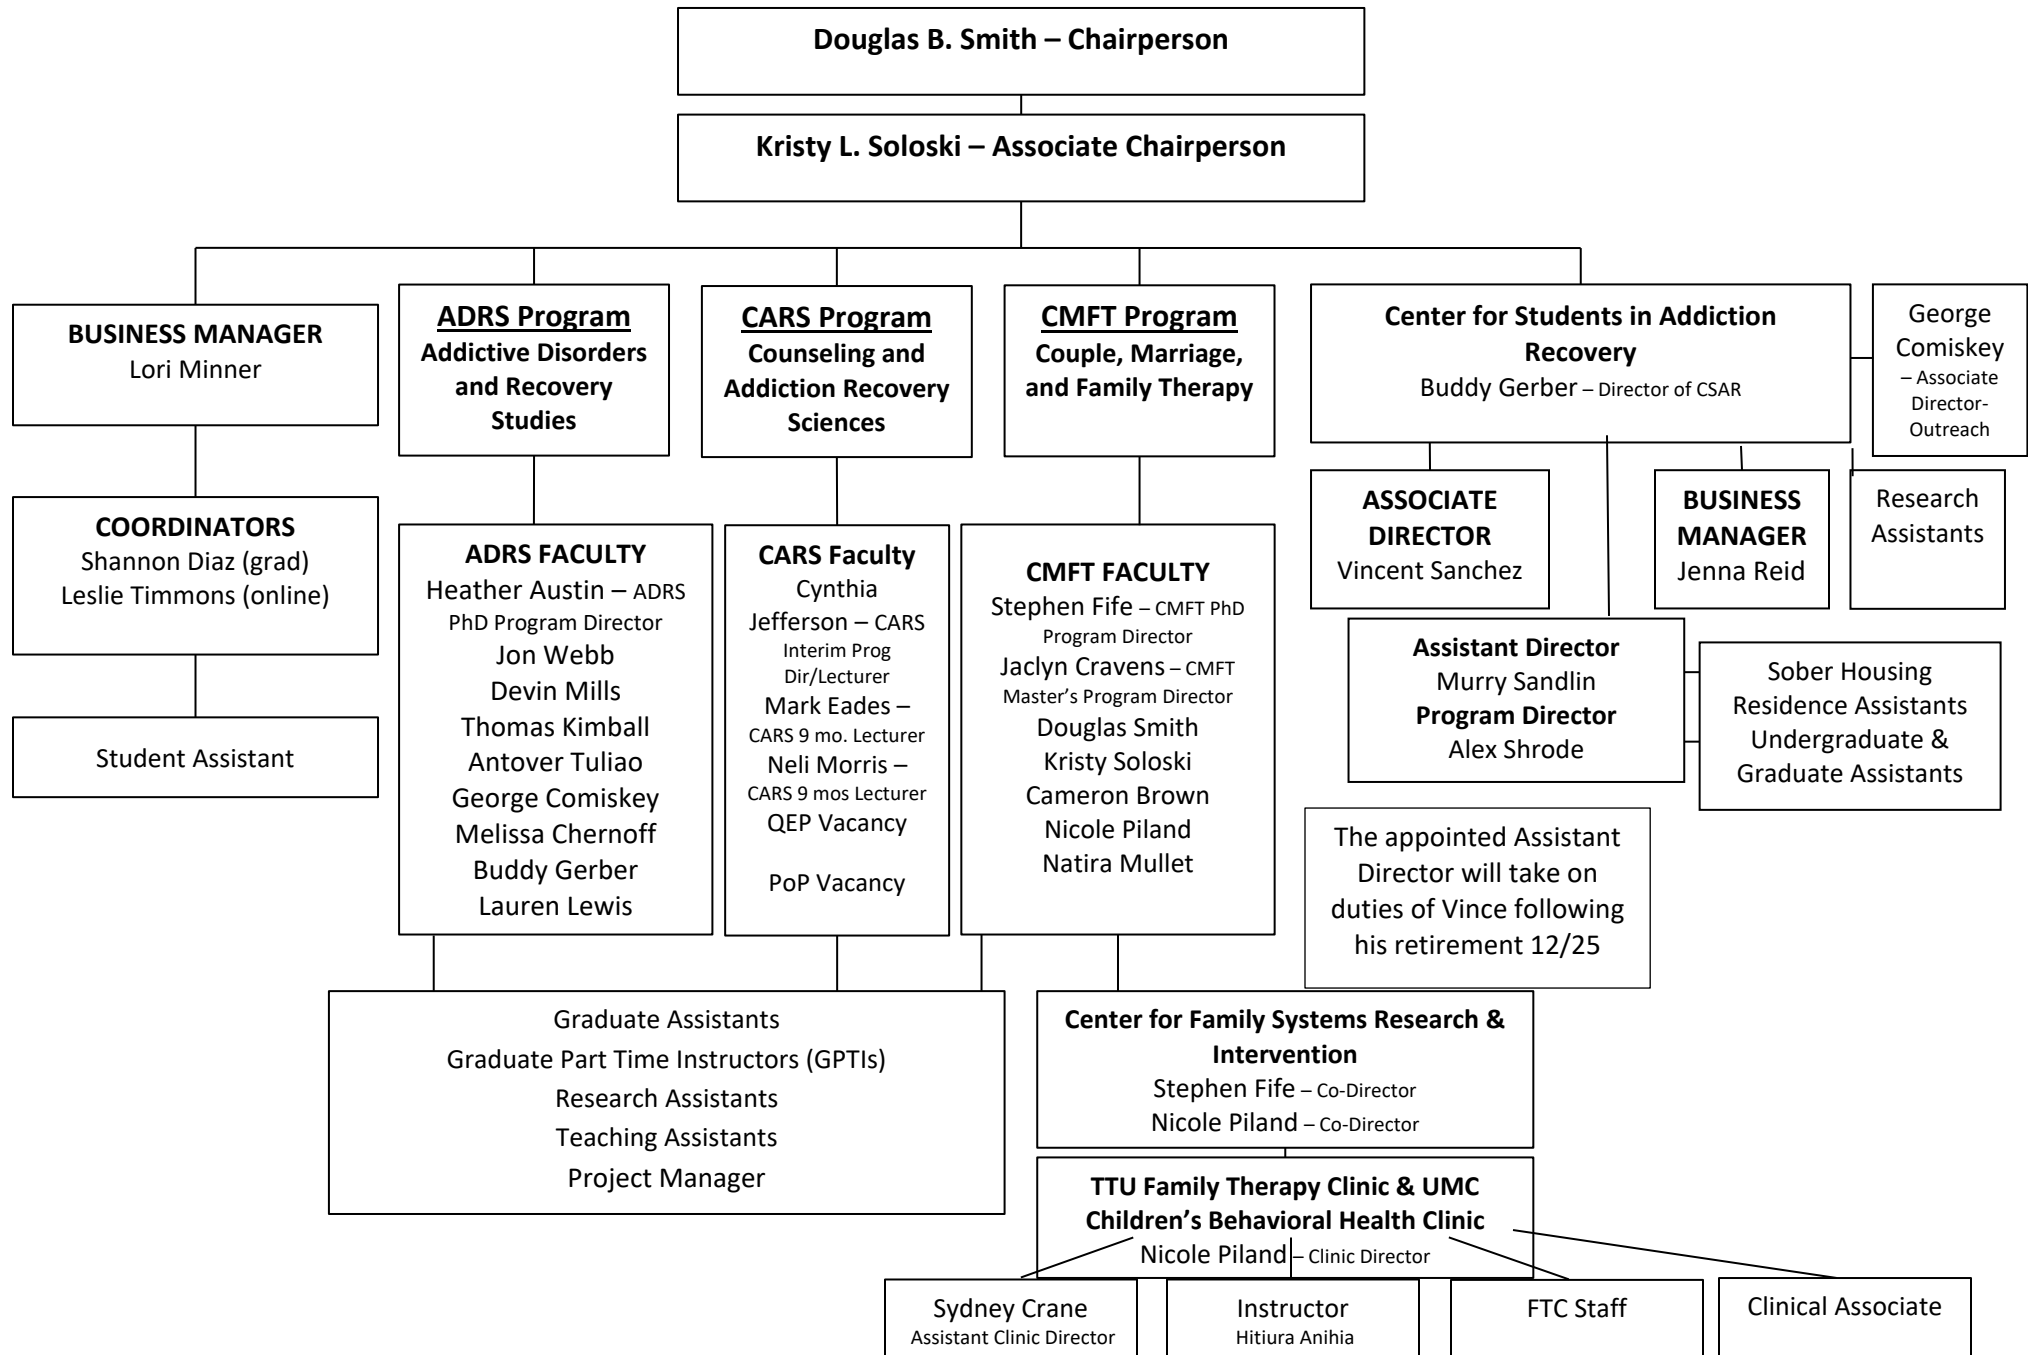 Douglas B. Smith – Chairperson
Kristy L. Soloski – Associate Chairperson
BUSINESS MANAGER
Lori Minner
ADRS Program
Addictive Disorders
and Recovery
Studies
CARS Program
Counseling and
Addiction Recovery
Sciences
CMFT Program
Couple, Marriage,
and Family Therapy
Center for Students in Addiction
Recovery
Buddy Gerber – Director of CSAR
George
Comiskey
– Associate
Director-
Outreach
COORDINATORS
Shannon Diaz (grad)
Leslie Timmons (online)
Student Assistant
ADRS FACULTY
Heather Austin – ADRS
PhD Program Director
Jon Webb
Devin Mills
Thomas Kimball
Antover Tuliao
George Comiskey
Melissa Chernoff
Buddy Gerber
Lauren Lewis
CARS Faculty
Cynthia
Jefferson – CARS
Interim Prog
Dir/Lecturer
Mark Eades –
CARS 9 mo. Lecturer
Neli Morris –
CARS 9 mos Lecturer
QEP Vacancy
PoP Vacancy
CMFT FACULTY
Stephen Fife – CMFT PhD
Program Director
Jaclyn Cravens – CMFT
Master’s Program Director
Douglas Smith
Kristy Soloski
Cameron Brown
Nicole Piland
Natira Mullet
ASSOCIATE
DIRECTOR
Vincent Sanchez
BUSINESS
MANAGER
Jenna Reid
Research
Assistants
Assistant Director
Murry Sandlin
Program Director
Alex Shrode
Sober Housing
Residence Assistants
Undergraduate &
Graduate Assistants
The appointed Assistant
Director will take on
duties of Vince following
his retirement 12/25
Graduate Assistants
Graduate Part Time Instructors (GPTIs)
Research Assistants
Teaching Assistants
Project Manager
Center for Family Systems Research &
Intervention
Stephen Fife – Co-Director
Nicole Piland – Co-Director
TTU Family Therapy Clinic & UMC
Children’s Behavioral Health Clinic
Nicole Piland – Clinic Director
Sydney Crane
Assistant Clinic Director
Instructor
Hitiura Anihia
FTC Staff
Clinical Associate